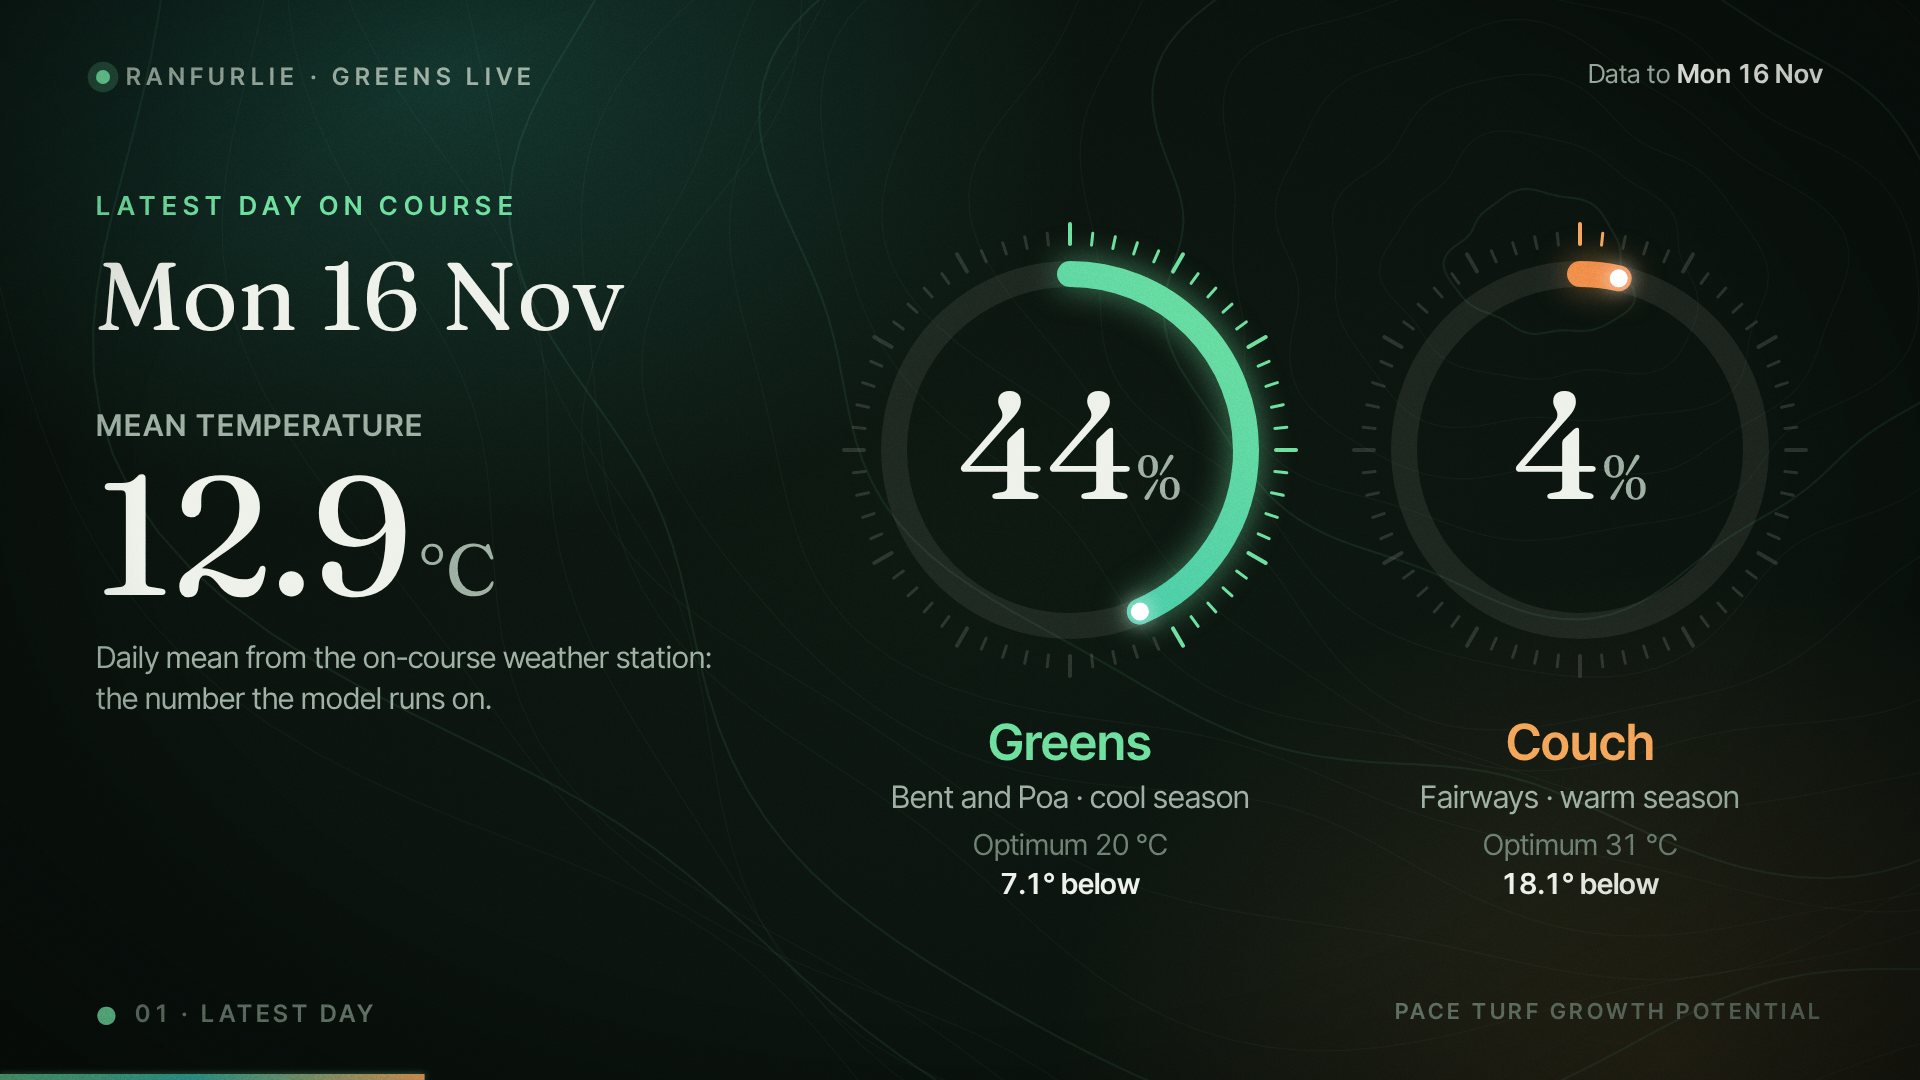 RANFURLIE · GREENS LIVE
Data to Mon 16 Nov
LATEST DAY ON COURSE
Mon 16 Nov
MEAN TEMPERATURE
12.9 °C
Daily mean from the on-course weather station:
the number the model runs on.
44%
Greens
Bent and Poa · cool season
Optimum 20 °C
7.1° below
4%
Couch
Fairways · warm season
Optimum 31 °C
18.1° below
01 · LATEST DAY
PACE TURF GROWTH POTENTIAL